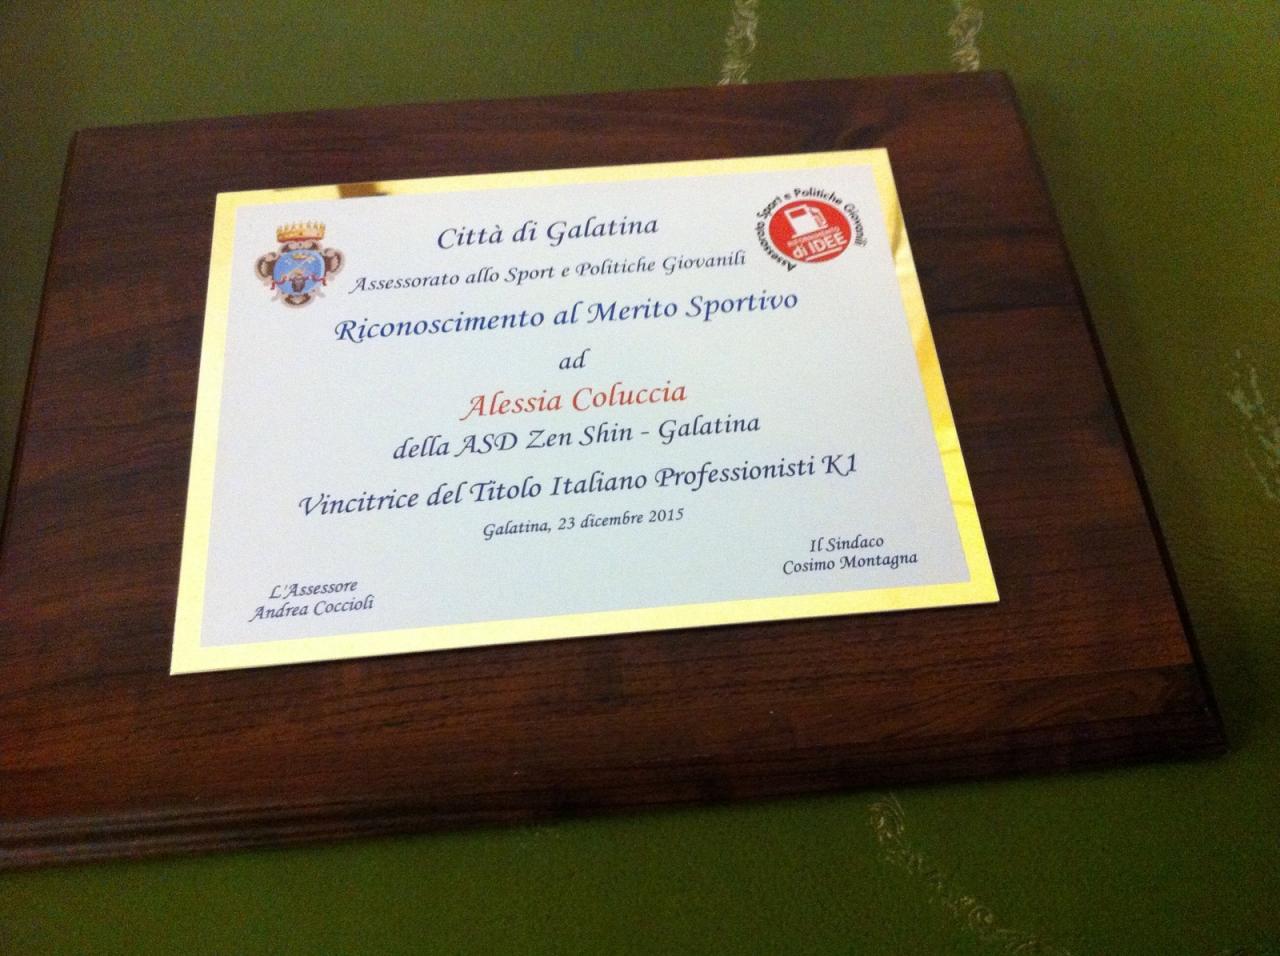 Città di Galatina
Assessorato Sport e Politiche Giovanili
RIFORNIMENTO
di IDEE
Assessorato allo Sport e Politiche Giovanili
Riconoscimento al Merito Sportivo
ad
Alessia Coluccia
della ASD Zen Shin - Galatina
Vincitrice del Titolo Italiano Professionisti K1
Galatina, 23 dicembre 2015
L'Assessore
Andrea Coccioli
Il Sindaco
Cosimo Montagna